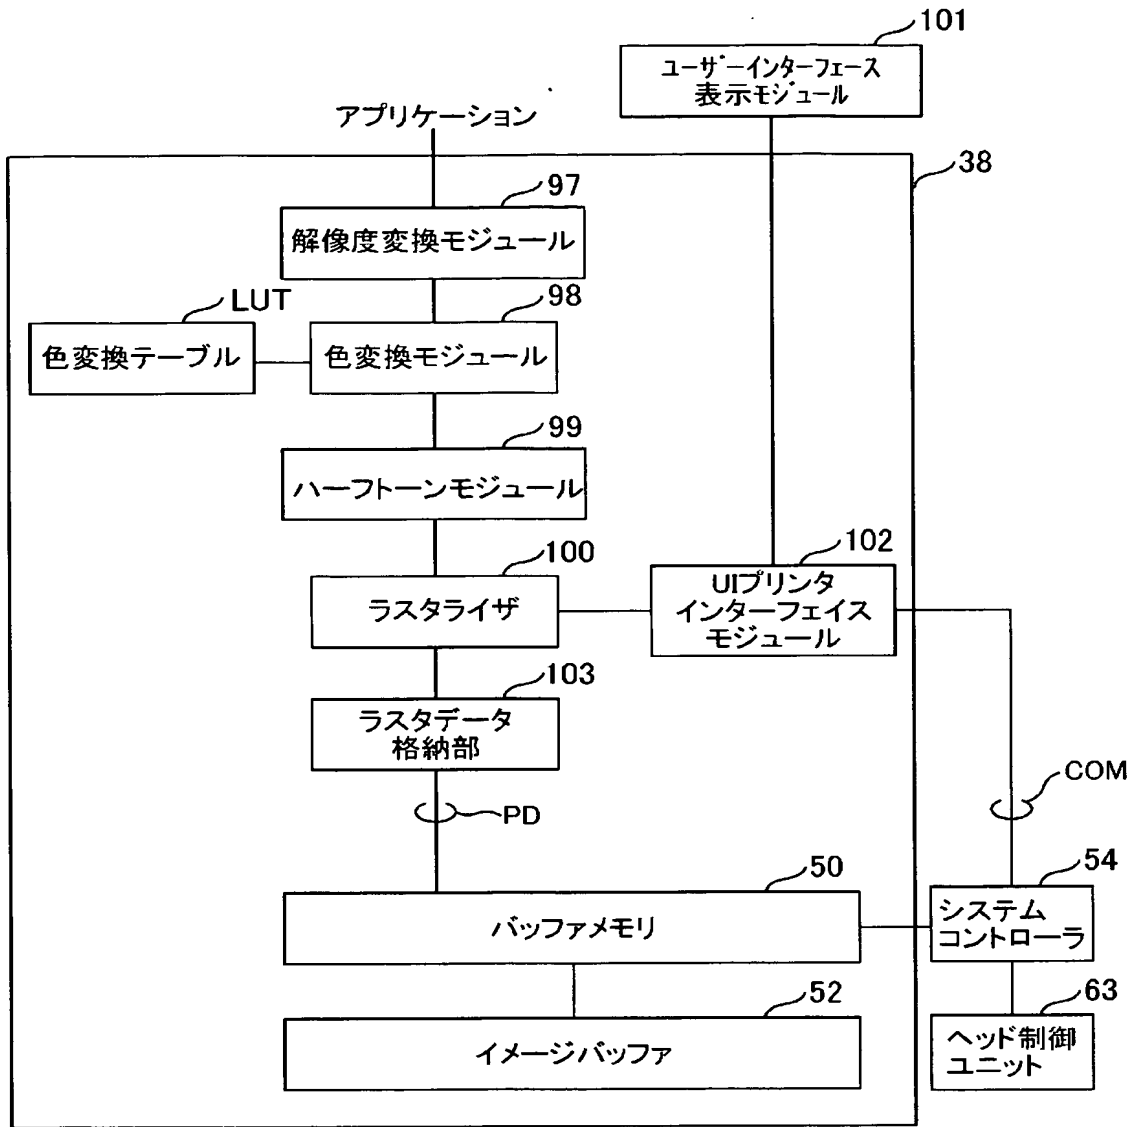 101
ユーザーインターフェース
表示モジュール
アプリケーション
38
97
解像度変換モジュール
LUT
98
色変換テーブル
色変換モジュール
99
ハーフトーンモジュール
100
102
ラスタライザ
UIプリンタ
インターフェイス
モジュール
103
ラスタデータ
格納部
PD
COM
50
54
バッファメモリ
システム
コントローラ
52
63
イメージバッファ
ヘッド制御
ユニット